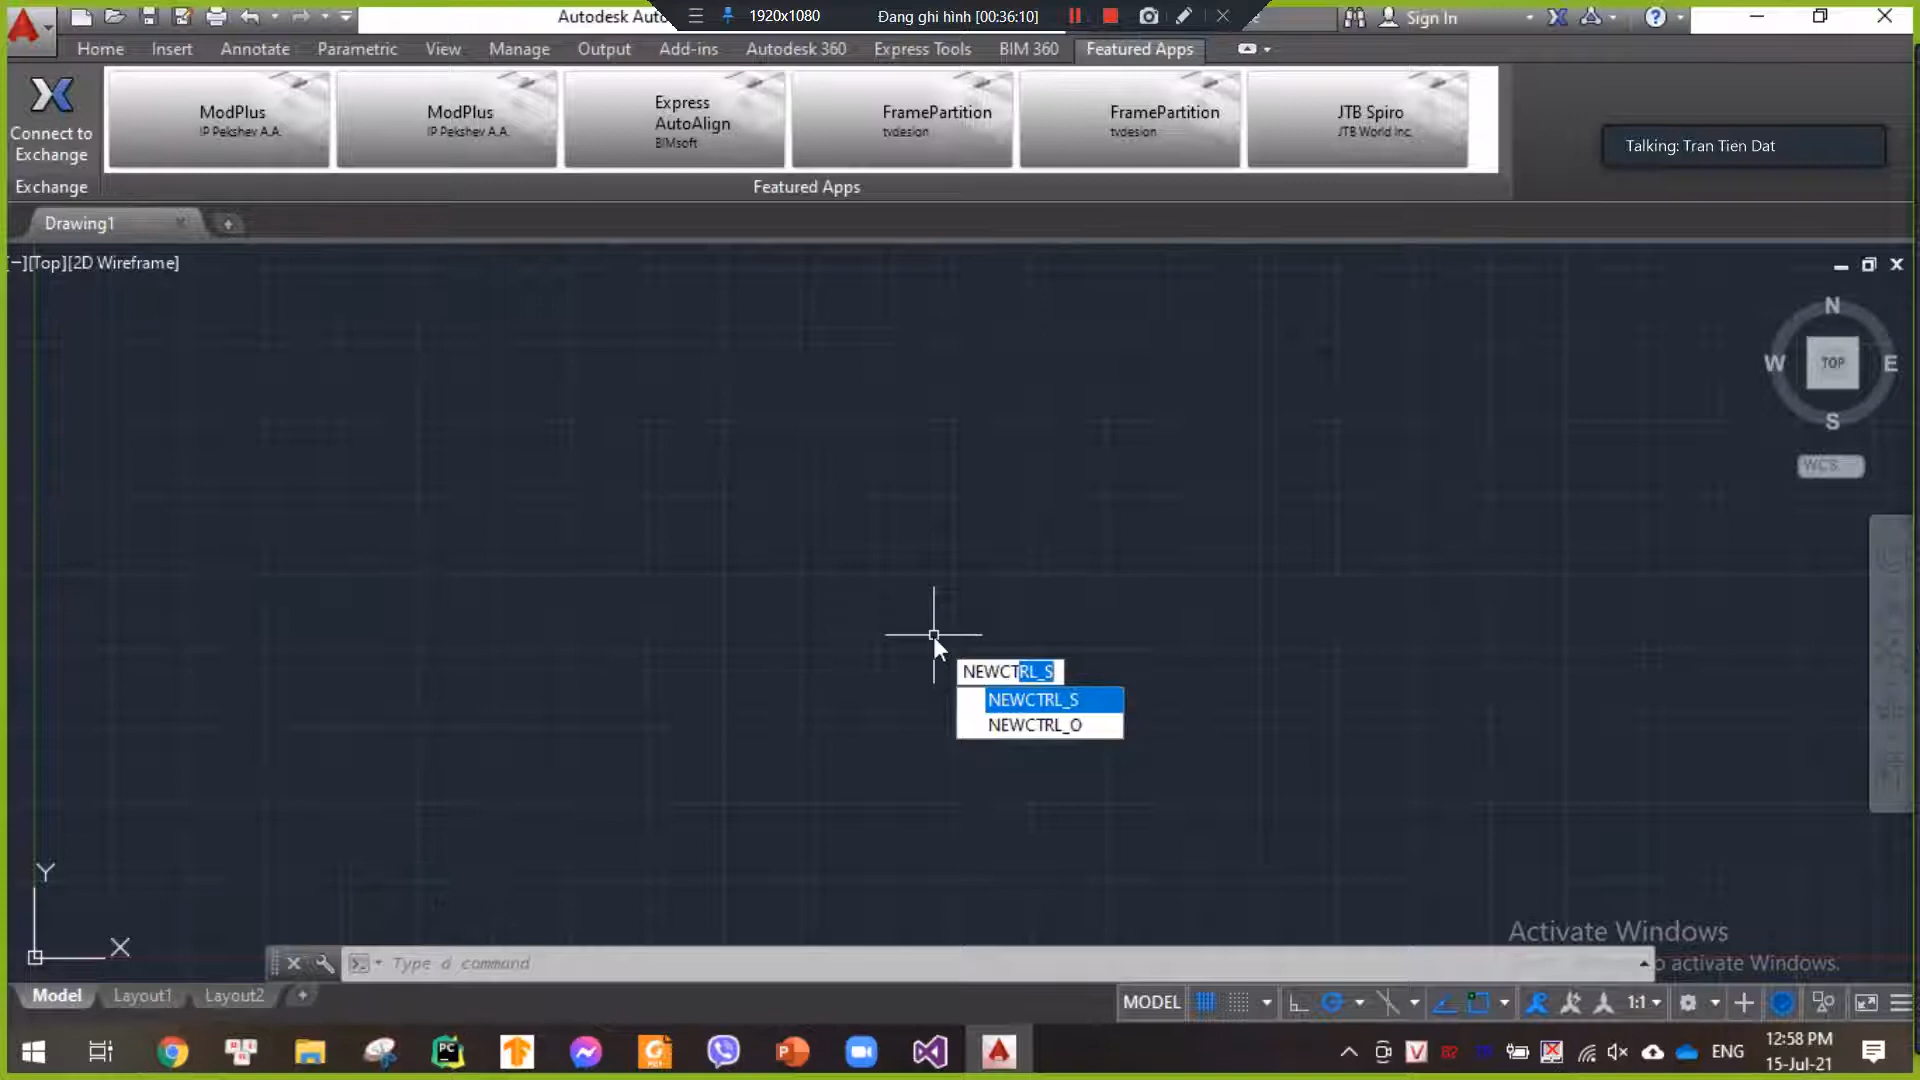 Autodesk Auto
1920x1080
Đang ghi hình [00:36:10]
Sign In
Home Insert Annotate Parametric View Manage Output Add-ins Autodesk 360 Express Tools BIM 360 Featured Apps
Connect to
Exchange
Exchange
ModPlus
IP Pekshev A.A.
ModPlus
IP Pekshev A.A.
Express
AutoAlign
BIMsoft
FramePartition
tvdesign
FramePartition
tvdesign
JTB Spiro
JTB World Inc.
Featured Apps
Talking: Tran Tien Dat
Drawing1
[−][Top][2D Wireframe]
N
W TOP E
S
WCS
NEWCTRL_S
NEWCTRL_S
NEWCTRL_O
Y
X
Activate Windows
o activate Windows.
Type a command
Model Layout1 Layout2
MODEL
1:1
ENG
12:58 PM
15-Jul-21